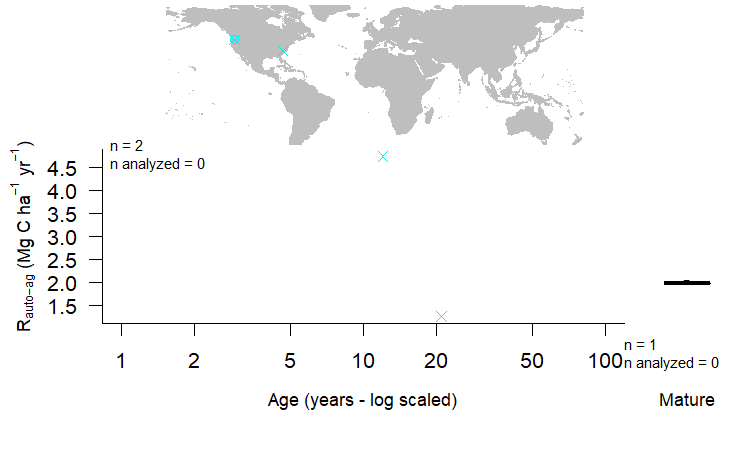 n = 2
n analyzed = 0
R auto−ag (Mg C ha−1 yr−1)
4.5
4.0
3.5
3.0
2.5
2.0
1.5
1 2 5 10 20 50 100
n = 1
n analyzed = 0
Age (years - log scaled)
Mature